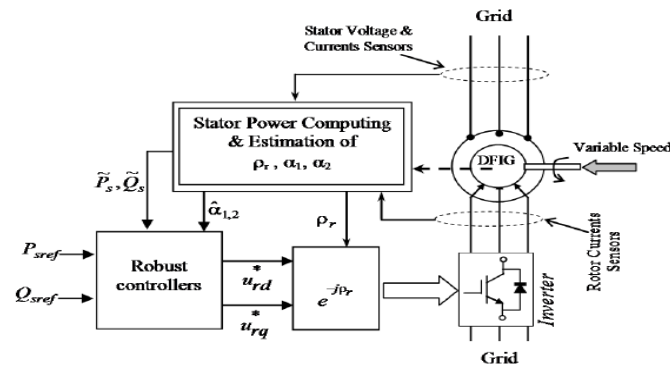 Grid
Stator Voltage &
Currents Sensors
Stator Power Computing
& Estimation of
ρr , α1, α2
DFIG
Variable Speed
P̃s, Q̃s
α̂1,2
ρr
Psref
Qsref
Robust
controllers
u*rd
u*rq
e^-jρr
Inverter
Rotor Currents
Sensors
Grid